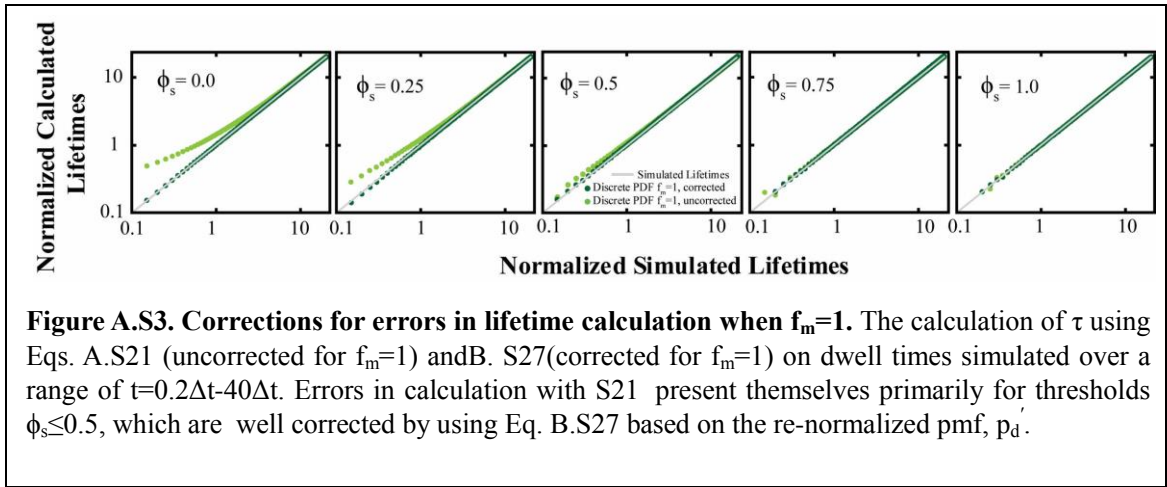 Normalized Calculated
Lifetimes
10
1
0.1
ϕs = 0.0
ϕs = 0.25
ϕs = 0.5
ϕs = 0.75
ϕs = 1.0
Simulated Lifetimes
Discrete PDF fm=1, corrected
Discrete PDF fm=1, uncorrected
0.1 1 10 0.1 1 10 0.1 1 10 0.1 1 10 0.1 1 10
Normalized Simulated Lifetimes
Figure A.S3. Corrections for errors in lifetime calculation when fm=1. The calculation of τ using
Eqs. A.S21 (uncorrected for fm=1) andB. S27(corrected for fm=1) on dwell times simulated over a
range of t=0.2Δt-40Δt. Errors in calculation with S21 present themselves primarily for thresholds
ϕs≤0.5, which are well corrected by using Eq. B.S27 based on the re-normalized pmf, pd′.